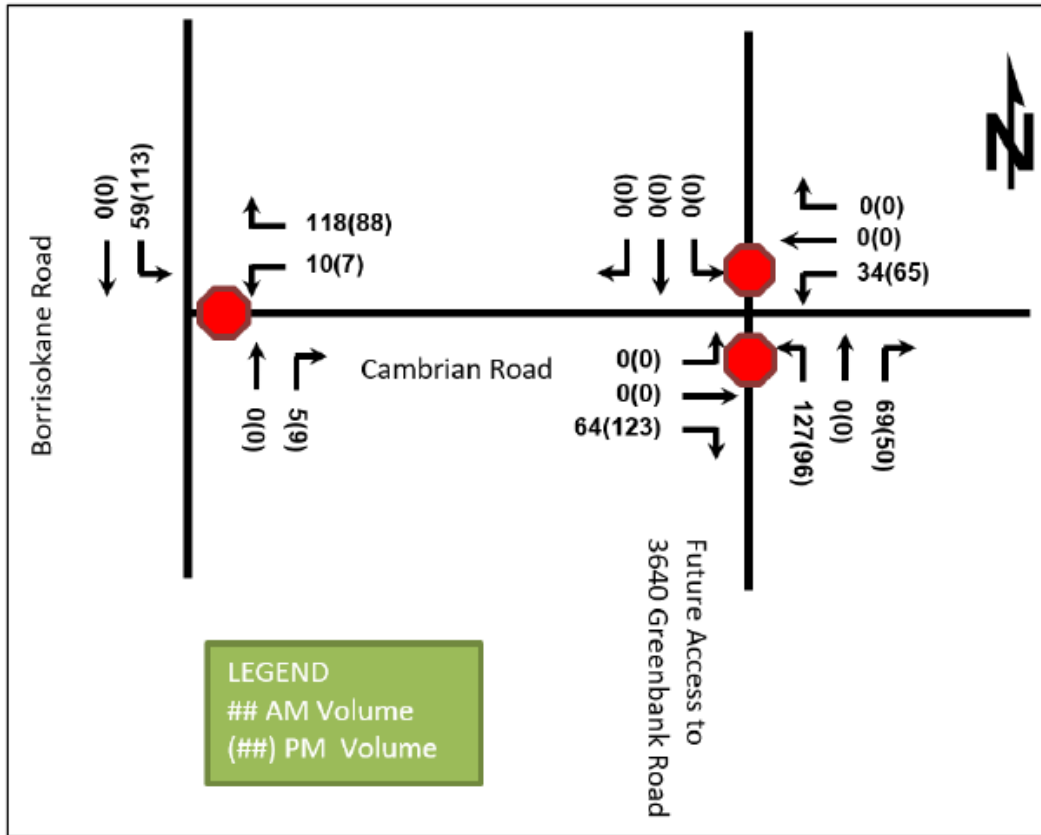 0(0)
59(113)
118(88)
10(7)
0(0)
5(9)
Borrisokane Road
Cambrian Road
0(0)
0(0)
0(0)
0(0)
0(0)
34(65)
0(0)
0(0)
64(123)
127(96)
0(0)
69(50)
N
Future Access to
3640 Greenbank Road
LEGEND
## AM Volume
(##) PM Volume